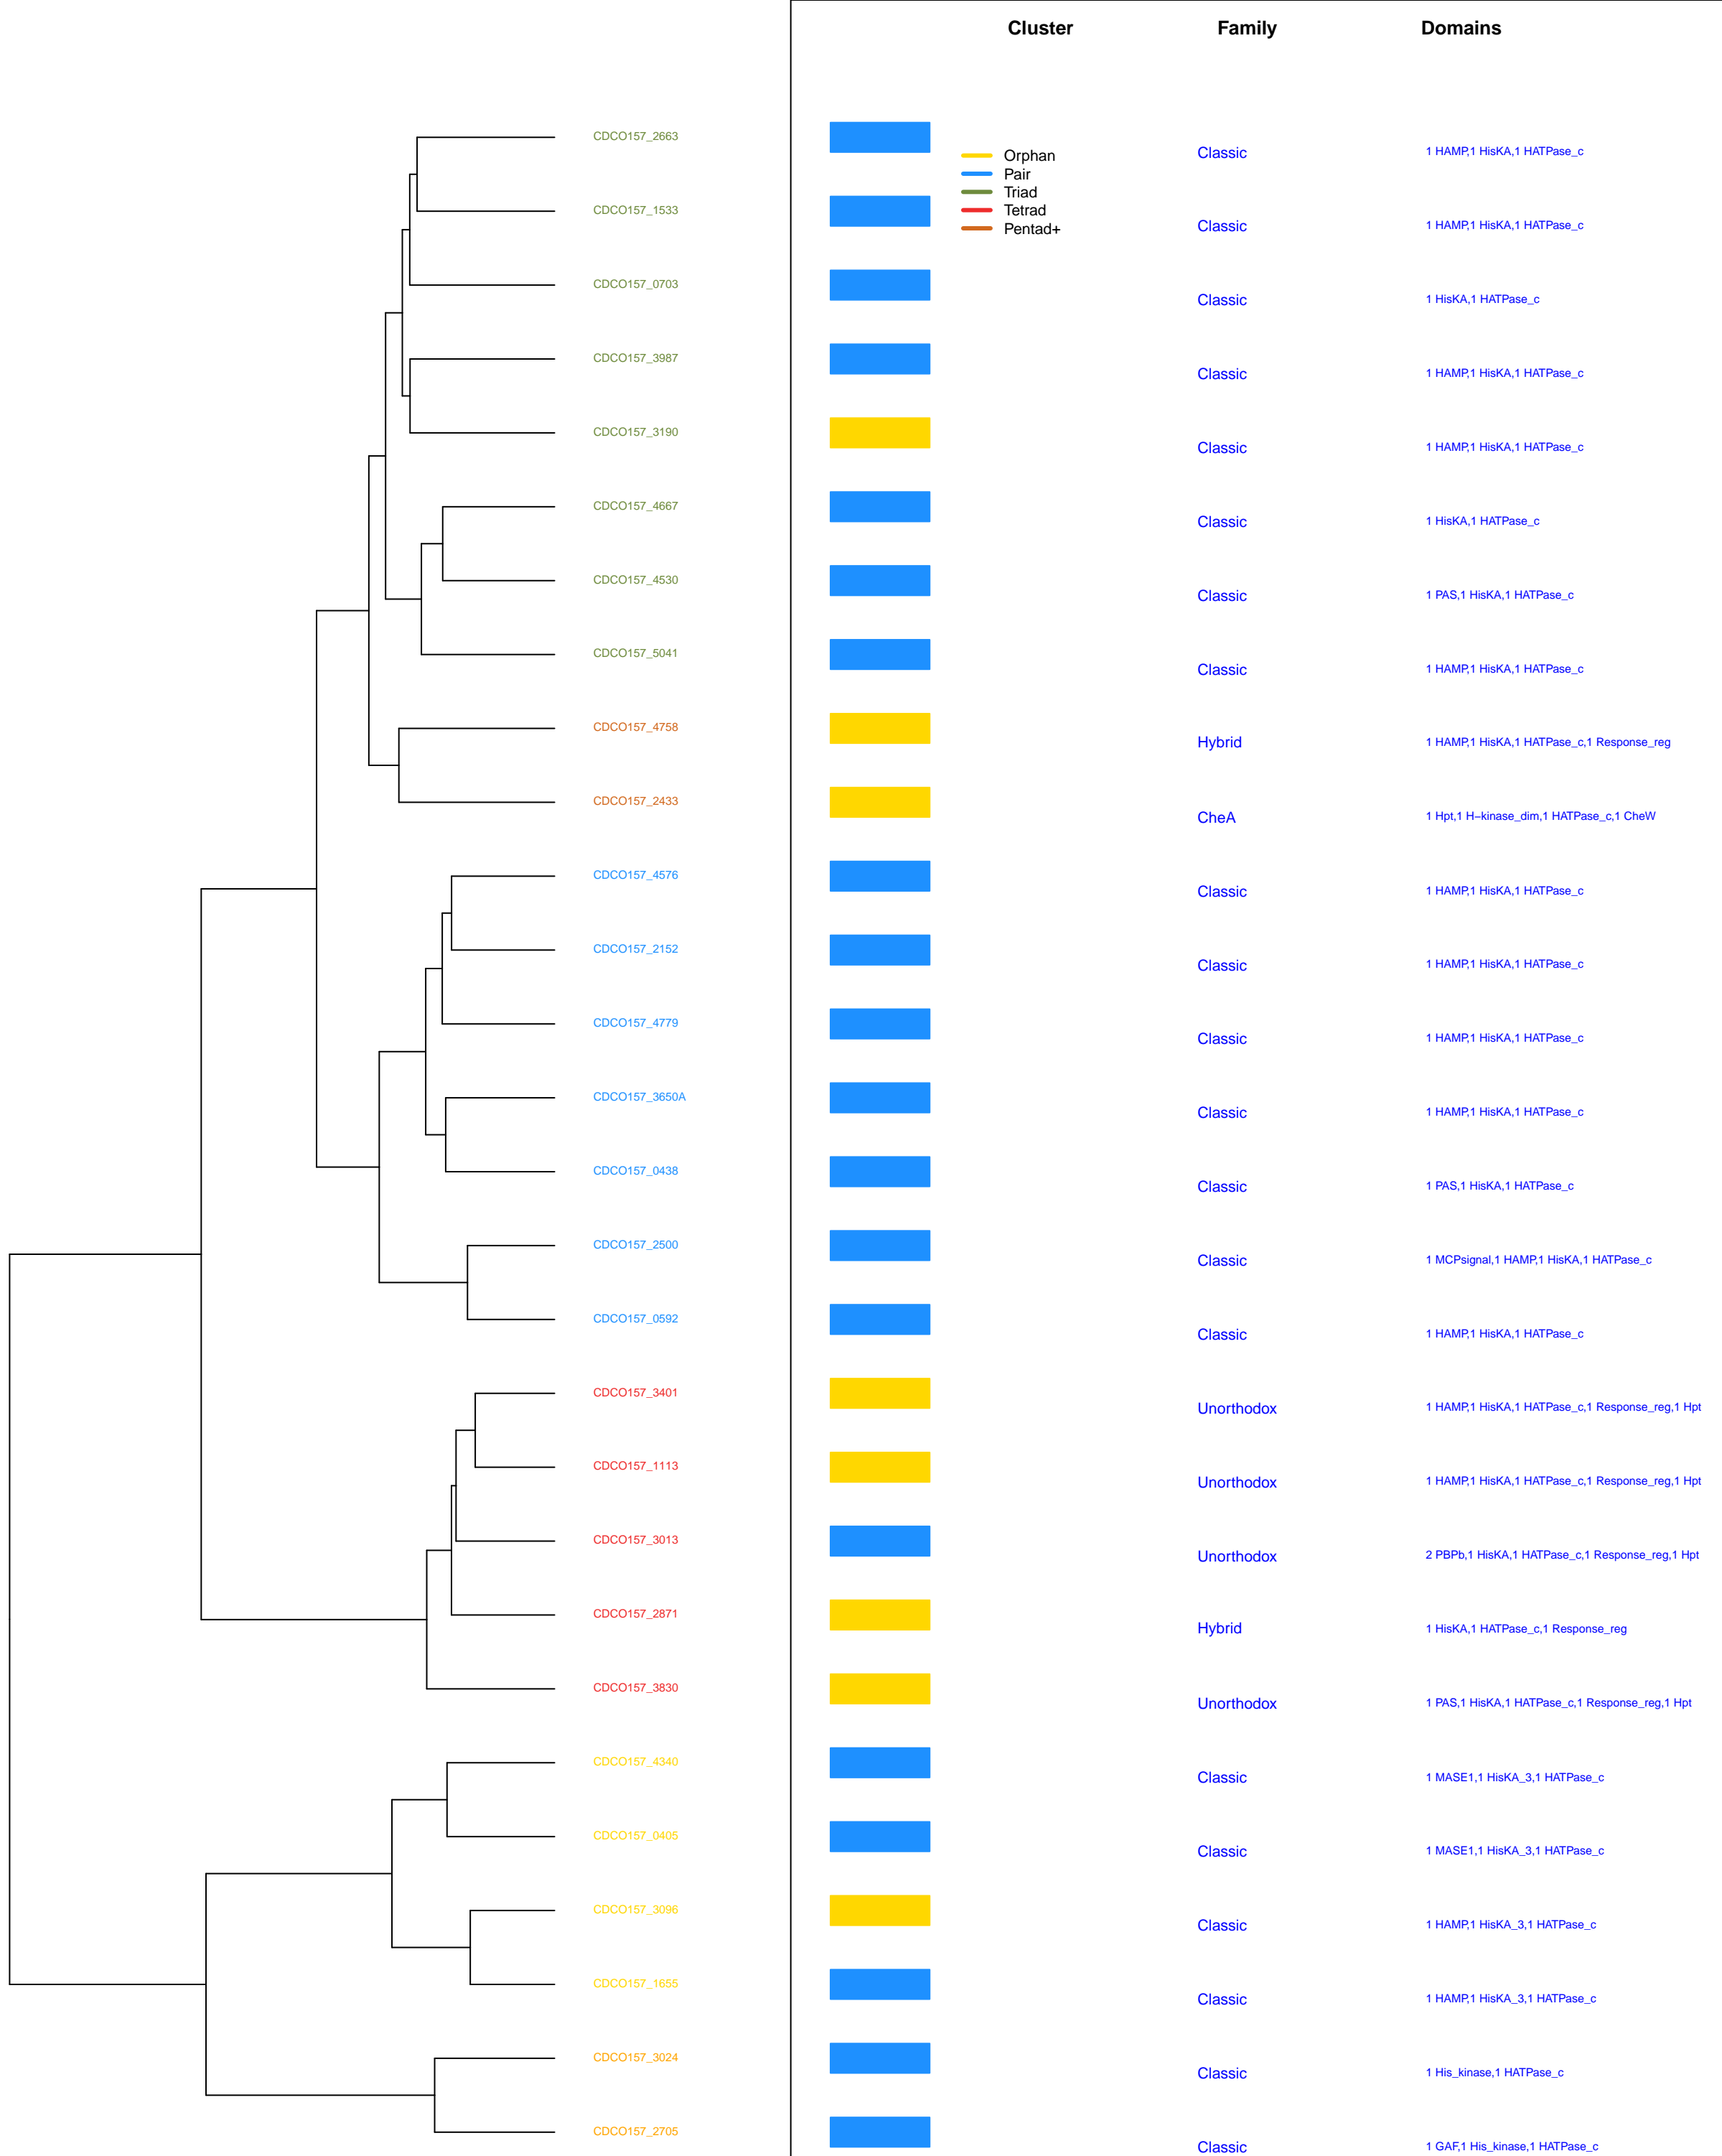 Cluster Family Domains
CDCO157_2663 Classic 1 HAMP,1 HisKA,1 HATPase_c
Orphan
Pair
Triad
Tetrad
Pentad+
CDCO157_1533 Classic 1 HAMP,1 HisKA,1 HATPase_c
CDCO157_0703 Classic 1 HisKA,1 HATPase_c
CDCO157_3987 Classic 1 HAMP,1 HisKA,1 HATPase_c
CDCO157_3190 Classic 1 HAMP,1 HisKA,1 HATPase_c
CDCO157_4667 Classic 1 HisKA,1 HATPase_c
CDCO157_4530 Classic 1 PAS,1 HisKA,1 HATPase_c
CDCO157_5041 Classic 1 HAMP,1 HisKA,1 HATPase_c
CDCO157_4758 Hybrid 1 HAMP,1 HisKA,1 HATPase_c,1 Response_reg
CDCO157_2433 CheA 1 Hpt,1 H−kinase_dim,1 HATPase_c,1 CheW
CDCO157_4576 Classic 1 HAMP,1 HisKA,1 HATPase_c
CDCO157_2152 Classic 1 HAMP,1 HisKA,1 HATPase_c
CDCO157_4779 Classic 1 HAMP,1 HisKA,1 HATPase_c
CDCO157_3650A Classic 1 HAMP,1 HisKA,1 HATPase_c
CDCO157_0438 Classic 1 PAS,1 HisKA,1 HATPase_c
CDCO157_2500 Classic 1 MCPsignal,1 HAMP,1 HisKA,1 HATPase_c
CDCO157_0592 Classic 1 HAMP,1 HisKA,1 HATPase_c
CDCO157_3401 Unorthodox 1 HAMP,1 HisKA,1 HATPase_c,1 Response_reg,1 Hpt
CDCO157_1113 Unorthodox 1 HAMP,1 HisKA,1 HATPase_c,1 Response_reg,1 Hpt
CDCO157_3013 Unorthodox 2 PBPb,1 HisKA,1 HATPase_c,1 Response_reg,1 Hpt
CDCO157_2871 Hybrid 1 HisKA,1 HATPase_c,1 Response_reg
CDCO157_3830 Unorthodox 1 PAS,1 HisKA,1 HATPase_c,1 Response_reg,1 Hpt
CDCO157_4340 Classic 1 MASE1,1 HisKA_3,1 HATPase_c
CDCO157_0405 Classic 1 MASE1,1 HisKA_3,1 HATPase_c
CDCO157_3096 Classic 1 HAMP,1 HisKA_3,1 HATPase_c
CDCO157_1655 Classic 1 HAMP,1 HisKA_3,1 HATPase_c
CDCO157_3024 Classic 1 His_kinase,1 HATPase_c
CDCO157_2705 Classic 1 GAF,1 His_kinase,1 HATPase_c